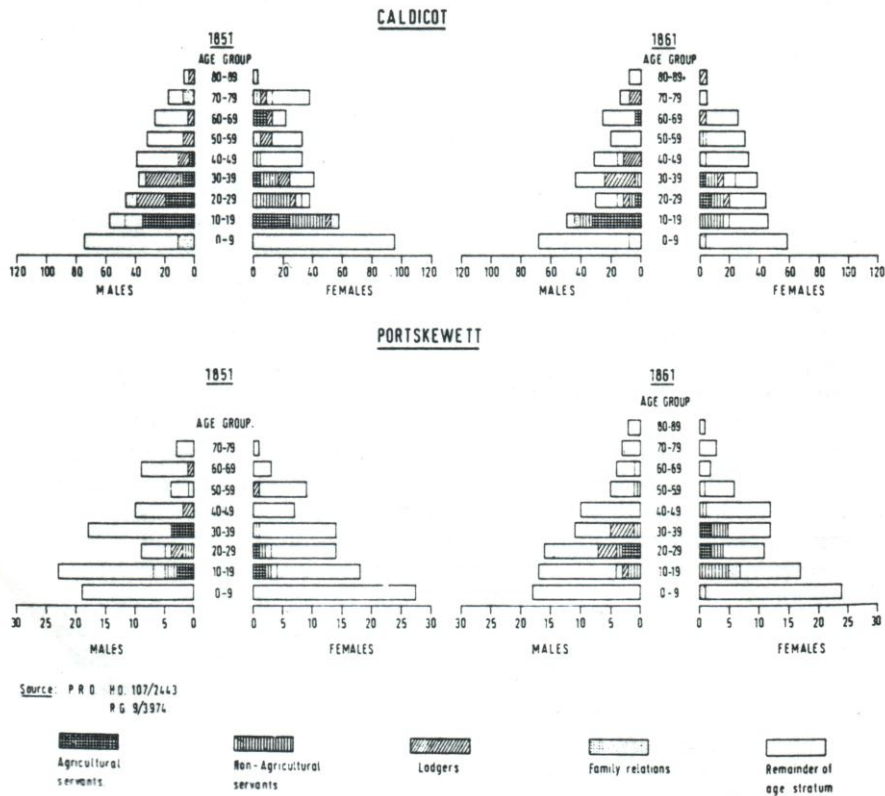 CALDICOT
1851
1861
AGE GROUP
AGE GROUP
80-89
70-79
60-69
50-59
40-49
30-39
20-29
10-19
0-9
80-89
70-79
60-69
50-59
40-49
30-39
20-29
10-19
0-9
120 100 80 60 40 20 0
0 20 40 60 80 100 120
120 100 80 60 40 20 0
0 20 40 60 80 100 120
MALES
FEMALES
MALES
FEMALES
PORTSKEWETT
1851
1861
AGE GROUP.
AGE GROUP
70-79
60-69
50-59
40-49
30-39
20-29
10-19
0-9
80-89
70-79
60-69
50-59
40-49
30-39
20-29
10-19
0-9
30 25 20 15 10 5 0
0 5 10 15 20 25 30
30 25 20 15 10 5 0
0 5 10 15 20 25 30
MALES
FEMALES
MALES
FEMALES
Source: P R O H O. 107/2443
R G 9/3974
Agricultural
servants.
Non-Agricultural
servants
Lodgers
Family relations
Remainder of
age stratum